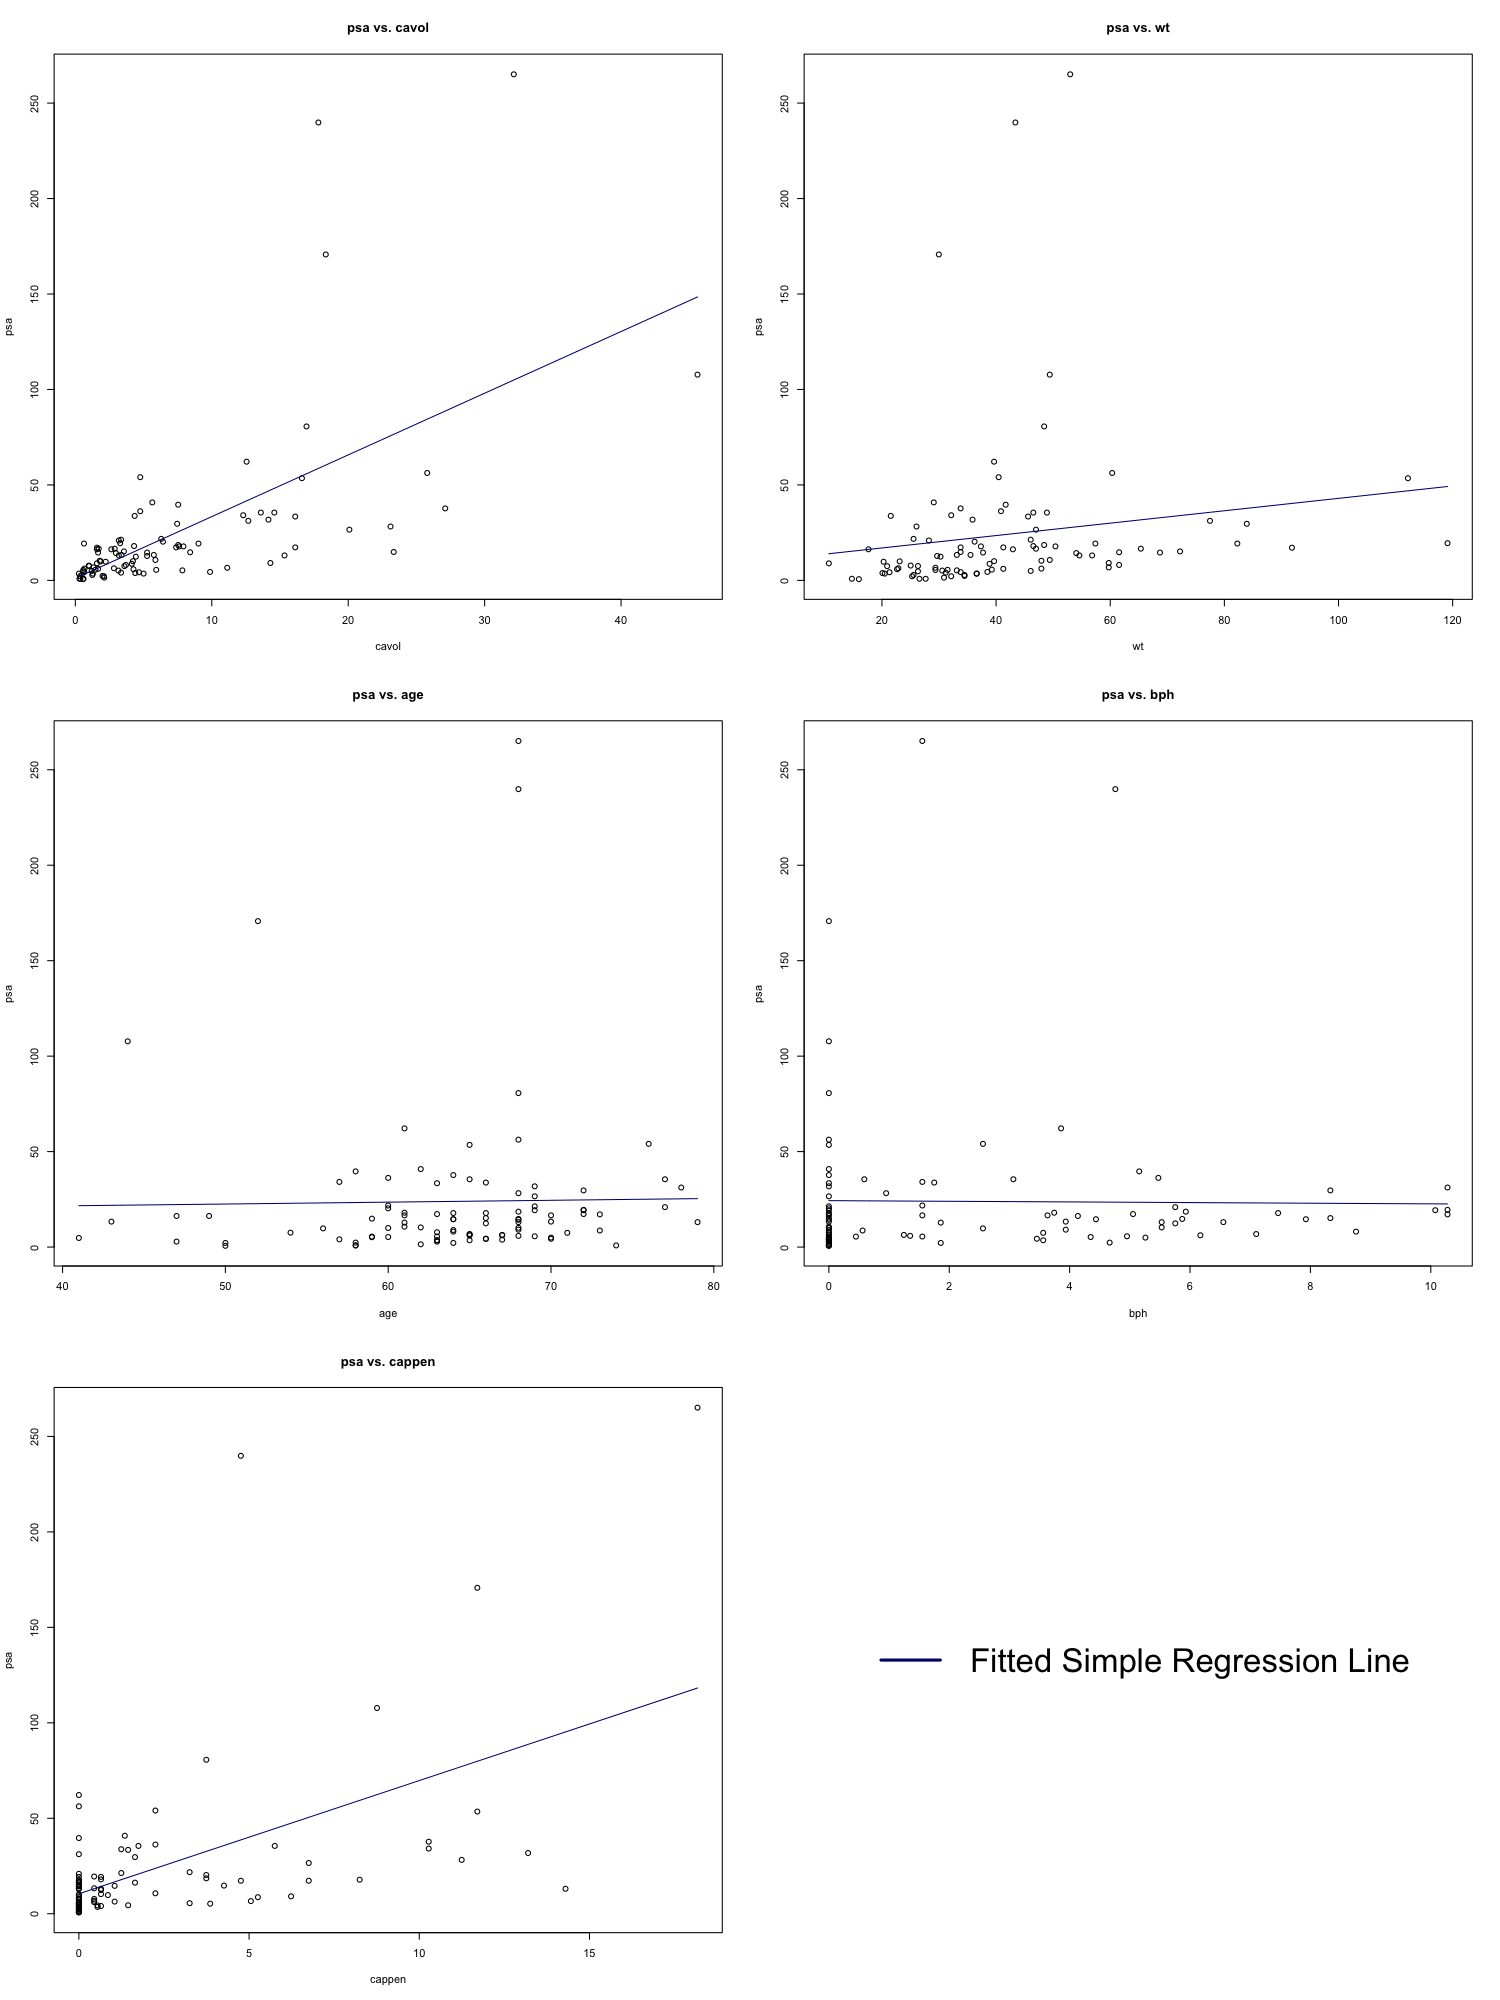 psa vs. cavol
psa
0 50 100 150 200 250
0 10 20 30 40
cavol
psa vs. wt
psa
0 50 100 150 200 250
20 40 60 80 100 120
wt
psa vs. age
psa
0 50 100 150 200 250
40 50 60 70 80
age
psa vs. bph
psa
0 50 100 150 200 250
0 2 4 6 8 10
bph
psa vs. cappen
psa
0 50 100 150 200 250
0 5 10 15
cappen
Fitted Simple Regression Line